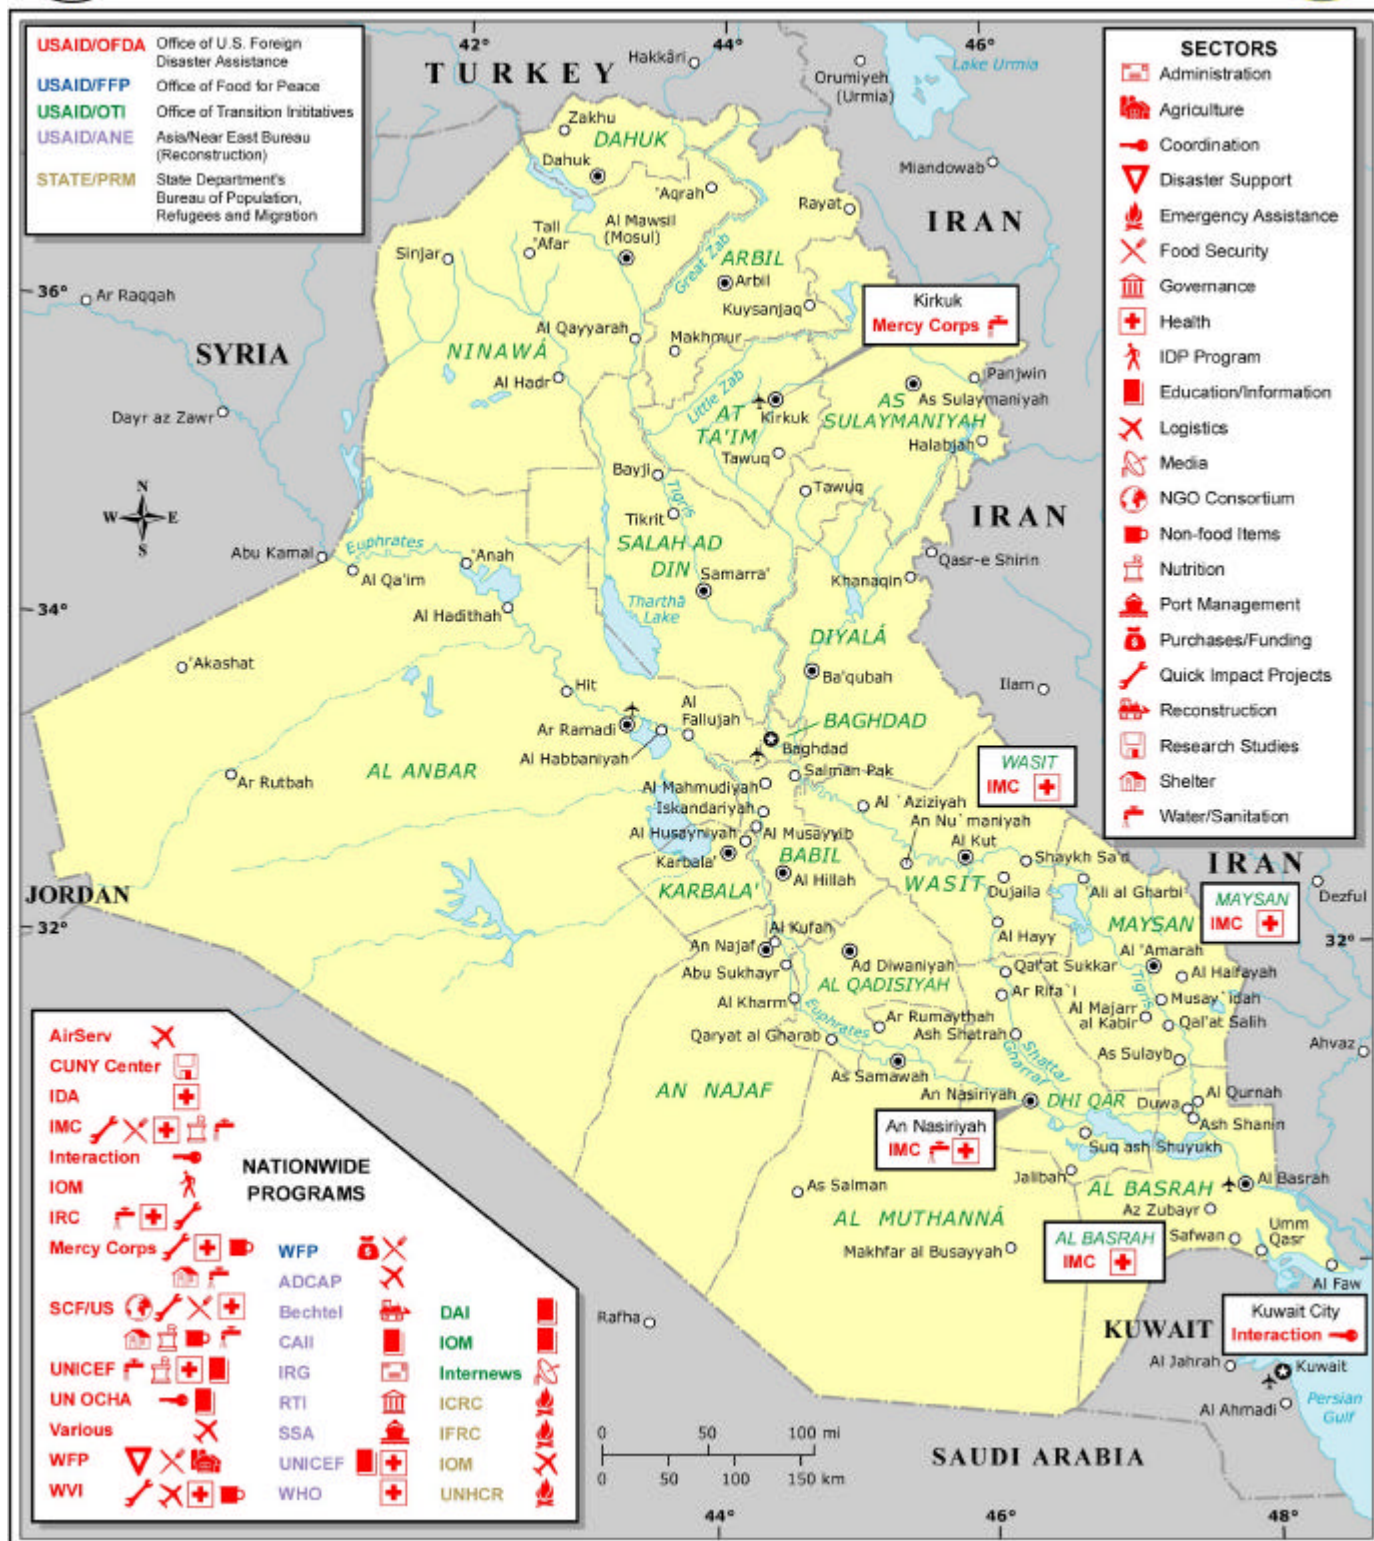 USAID/OFDA Office of U.S. Foreign
Disaster Assistance
USAID/FFP Office of Food for Peace
USAID/OTI Office of Transition Inititatives
USAID/ANE Asia/Near East Bureau
(Reconstruction)
STATE/PRM State Department's
Bureau of Population,
Refugees and Migration
SECTORS
Administration
Agriculture
Coordination
Disaster Support
Emergency Assistance
Food Security
Governance
Health
IDP Program
Education/Information
Logistics
Media
NGO Consortium
Non-food Items
Nutrition
Port Management
Purchases/Funding
Quick Impact Projects
Reconstruction
Research Studies
Shelter
Water/Sanitation
42°
44°
46°
TURKEY
Hakkâri
Orumiyeh
(Urmia)
Lake Urmia
Zakhu
DAHUK
Dahuk
'Aqrah
Miandowab
Rayat
IRAN
Sinjar
Tall
'Afar
Al Mawsil
(Mosul)
Great Zab
ARBIL
Arbil
Kuysanjaq
36°
Ar Raqqah
Kirkuk
Mercy Corps
SYRIA
NINAWÁ
Al Qayyarah
Makhmur
Al Hadr
Little Zab
Panjwin
As Sulaymaniyah
AS
SULAYMANIYAH
AT
TA'IM
Kirkuk
Halabjah
Dayr az Zawr
Tawuq
Bayji
Tawuq
Tigris
Tikrit
IRAN
N
W E
S
SALAH AD
DIN
Samarra'
Abu Kamal
Euphrates
'Anah
Al Qa'im
Qasr-e Shirin
Khanaqin
34°
Al Hadithah
Tharthā
Lake
DIYALÁ
'Akashat
Ba'qubah
Ilam
Hit
Al
Fallujah
Ar Ramadi
Al Habbaniyah
BAGHDAD
Baghdad
Salman Pak
WASIT
IMC
AL ANBAR
Ar Rutbah
Al Mahmudiyah
Iskandariyah
Al 'Aziziyah
An Nu`maniyah
Al Husayniyah
Al Musayyib
Al Kut
Karbala'
BABIL
Al Hillah
Shaykh Sa'd
WASIT
Dujaila
'Ali al Gharbi
IRAN
Dezful
JORDAN
KARBALA'
MAYSAN
IMC
MAYSAN
32°
32°
Al Kufah
An Najaf
Al Hayy
Al 'Amarah
Abu Sukhayr
Ad Diwaniyah
AL QADISIYAH
Qal'at Sukkar
Al Halfayah
Tigris
Al Kharm
Ar Rifa`i
Musay`idah
Al Majarr
al Kabir
Qal'at Salih
Euphrates
Ar Rumaythah
Qaryat al Gharab
Ash Shatrah
Ahvaz
Shatt al
Gharraf
As Sulayb
As Samawah
AN NAJAF
An Nasiriyah
DHI QAR
Duwa
Al Qurnah
Ash Shanin
An Nasiriyah
IMC
Suq ash Shuyukh
Jalibah
As Salman
AL BASRAH
Al Basrah
Az Zubayr
AL MUTHANNÁ
Makhfar al Busayyah
AL BASRAH
IMC
Safwan
Umm
Qasr
Al Faw
Rafha
KUWAIT
Kuwait City
Interaction
Al Jahrah
Kuwait
Al Ahmadi
Persian
Gulf
SAUDI ARABIA
0 50 100 mi
0 50 100 150 km
44°
46°
48°
NATIONWIDE
PROGRAMS
AirServ
CUNY Center
IDA
IMC
Interaction
IOM
IRC
Mercy Corps
SCF/US
UNICEF
UN OCHA
Various
WFP
WVI
WFP
ADCAP
Bechtel
CAII
IRG
RTI
SSA
UNICEF
WHO
DAI
IOM
Internews
ICRC
IFRC
IOM
UNHCR